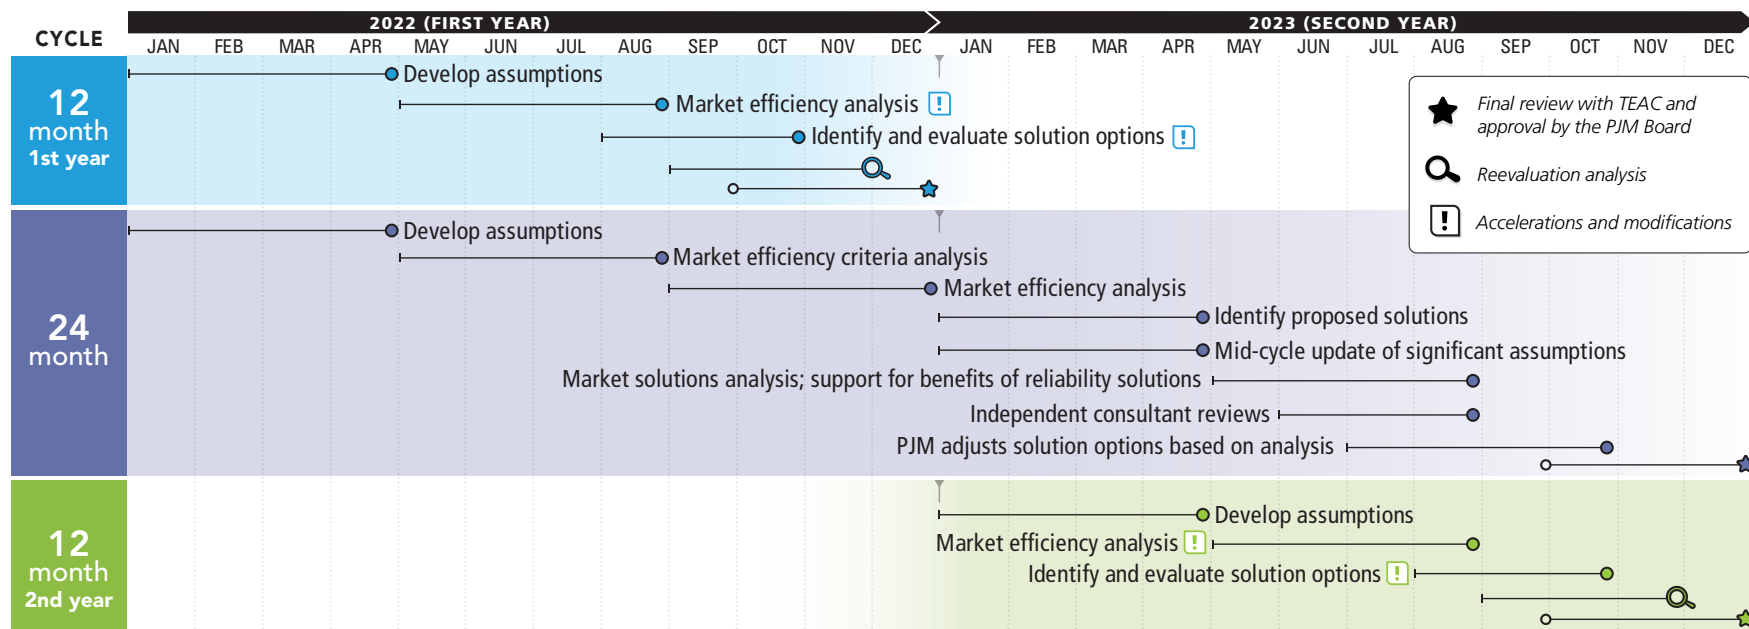 2022 (FIRST YEAR)
2023 (SECOND YEAR)
CYCLE
JAN FEB MAR APR MAY JUN JUL AUG SEP OCT NOV DEC JAN FEB MAR APR MAY JUN JUL AUG SEP OCT NOV DEC
12
month
1st year
Develop assumptions
Market efficiency analysis !
Identify and evaluate solution options !
Final review with TEAC and
approval by the PJM Board
Reevaluation analysis
! Accelerations and modifications
24
month
Develop assumptions
Market efficiency criteria analysis
Market efficiency analysis
Identify proposed solutions
Mid-cycle update of significant assumptions
Market solutions analysis; support for benefits of reliability solutions
Independent consultant reviews
PJM adjusts solution options based on analysis
12
month
2nd year
Develop assumptions
Market efficiency analysis !
Identify and evaluate solution options !